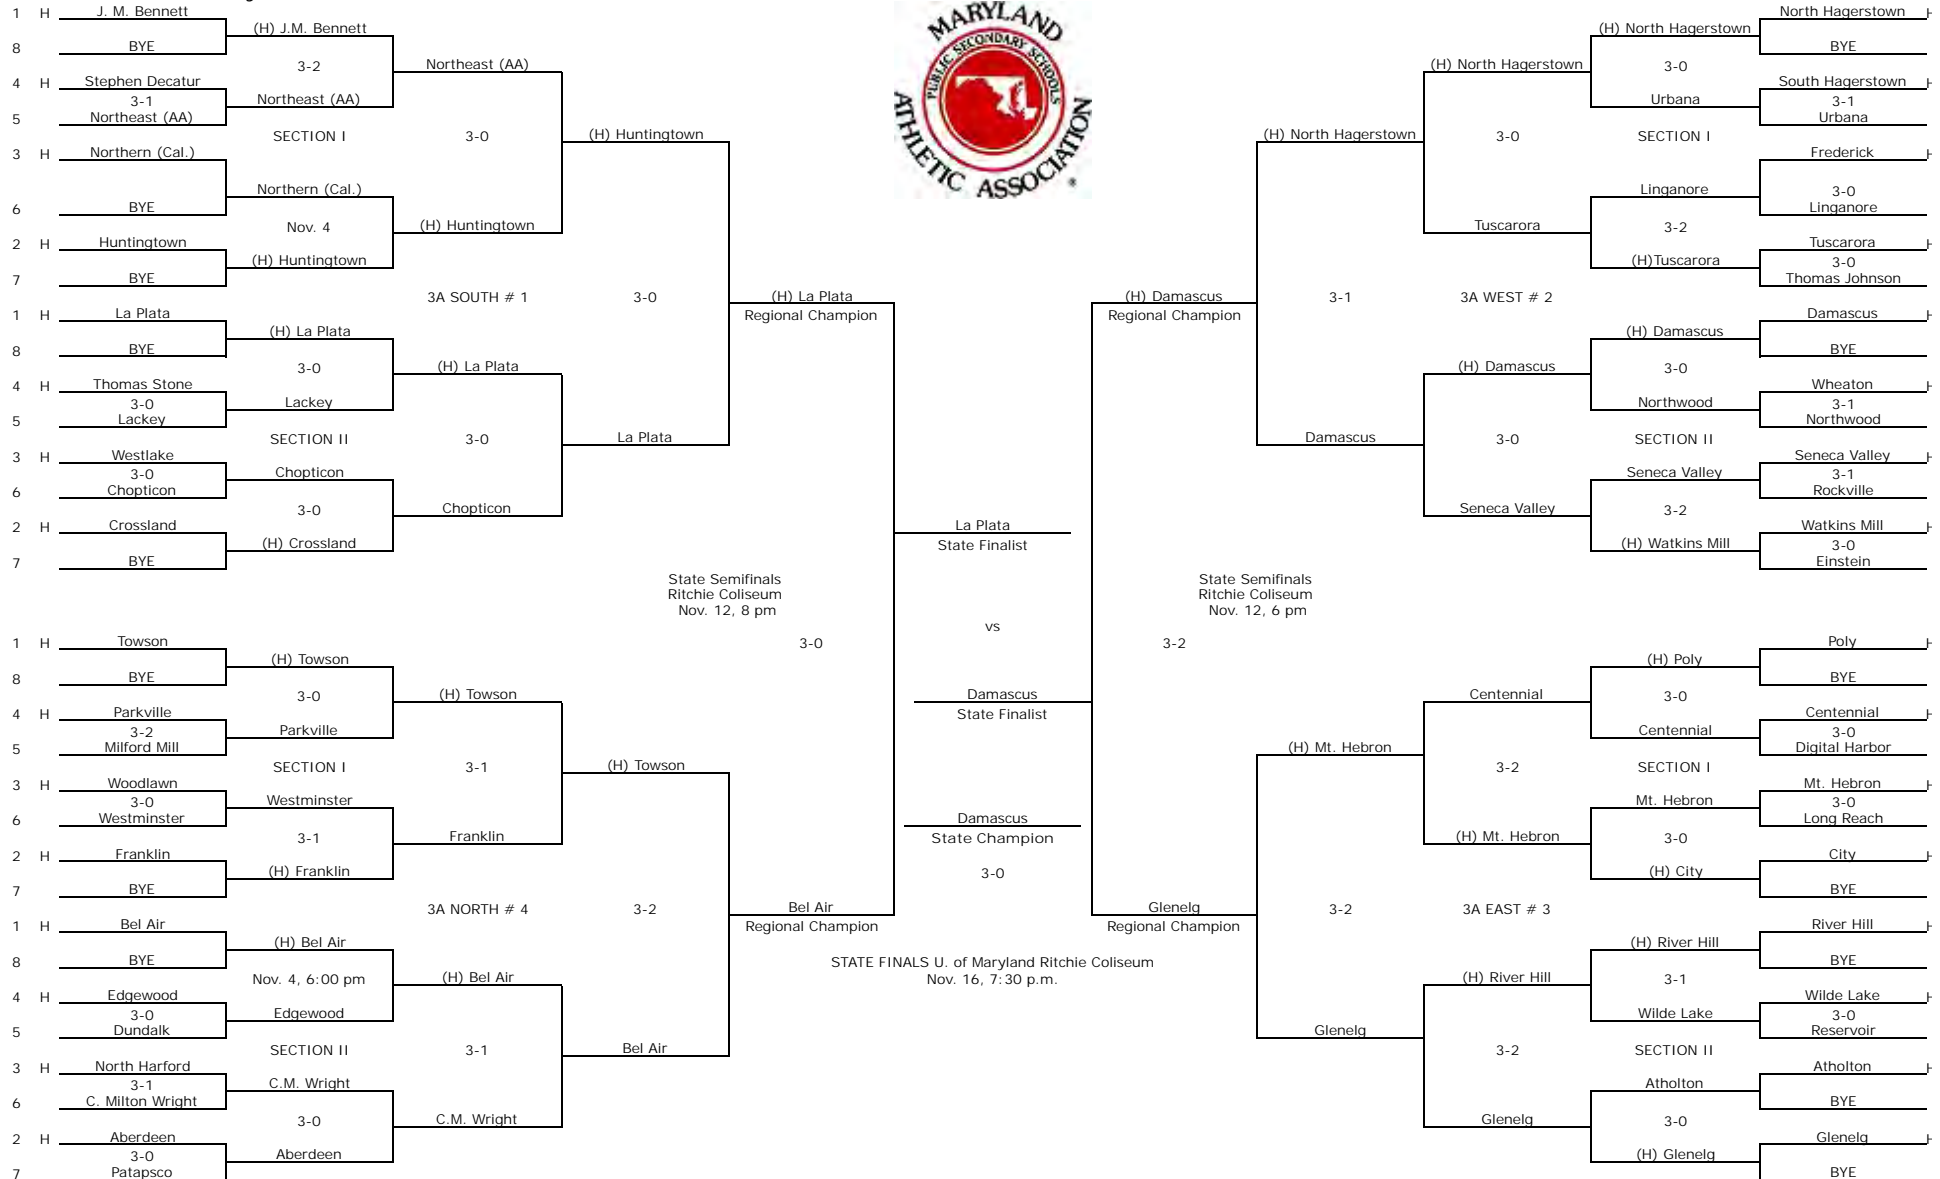 MARYLAND
PUBLIC SECONDARY SCHOOLS
ATHLETIC ASSOCIATION
®
1 H J. M. Bennett
(H) J.M. Bennett
8 BYE
3-2
Northeast (AA)
4 H Stephen Decatur
3-1
Northeast (AA)
5 Northeast (AA)
SECTION I
3-0
(H) Huntingtown
3 H Northern (Cal.)
Northern (Cal.)
6 BYE
Nov. 4
(H) Huntingtown
2 H Huntingtown
(H) Huntingtown
7 BYE
3A SOUTH # 1
3-0
(H) La Plata
Regional Champion
1 H La Plata
(H) La Plata
8 BYE
3-0
(H) La Plata
4 H Thomas Stone
3-0
Lackey
5 Lackey
SECTION II
3-0
La Plata
3 H Westlake
3-0
Chopticon
6 Chopticon
3-0
Chopticon
2 H Crossland
(H) Crossland
7 BYE
La Plata
State Finalist
State Semifinals
Ritchie Coliseum
Nov. 12, 8 pm
3-0
vs
1 H Towson
(H) Towson
8 BYE
3-0
(H) Towson
4 H Parkville
3-2
Parkville
5 Milford Mill
SECTION I
3-1
(H) Towson
3 H Woodlawn
3-0
Westminster
6 Westminster
3-1
Franklin
2 H Franklin
(H) Franklin
7 BYE
3A NORTH # 4
3-2
Bel Air
Regional Champion
1 H Bel Air
(H) Bel Air
8 BYE
Nov. 4, 6:00 pm
(H) Bel Air
4 H Edgewood
3-0
Edgewood
5 Dundalk
SECTION II
3-1
Bel Air
3 H North Harford
3-1
C.M. Wright
6 C. Milton Wright
3-0
C.M. Wright
2 H Aberdeen
3-0
Aberdeen
7 Patapsco
Damascus
State Finalist
Damascus
State Champion
3-0
STATE FINALS U. of Maryland Ritchie Coliseum
Nov. 16, 7:30 p.m.
North Hagerstown
(H) North Hagerstown
BYE
3-0
(H) North Hagerstown
South Hagerstown
3-1
Urbana
Urbana
SECTION I
3-0
(H) North Hagerstown
Frederick
3-0
Linganore
Linganore
3-2
Tuscarora
Tuscarora
3-0
(H)Tuscarora
Thomas Johnson
3A WEST # 2
3-1
(H) Damascus
Regional Champion
Damascus
(H) Damascus
BYE
3-0
(H) Damascus
Wheaton
3-1
Northwood
Northwood
SECTION II
3-0
Damascus
Seneca Valley
3-1
Seneca Valley
Rockville
3-2
Seneca Valley
Watkins Mill
3-0
(H) Watkins Mill
Einstein
State Semifinals
Ritchie Coliseum
Nov. 12, 6 pm
3-2
Poly
(H) Poly
BYE
3-0
Centennial
Centennial
3-0
Centennial
Digital Harbor
SECTION I
3-2
(H) Mt. Hebron
Mt. Hebron
3-0
Mt. Hebron
Long Reach
3-0
(H) Mt. Hebron
City
(H) City
BYE
3A EAST # 3
3-2
Glenelg
Regional Champion
River Hill
(H) River Hill
BYE
3-1
(H) River Hill
Wilde Lake
3-0
Wilde Lake
Reservoir
SECTION II
3-2
Glenelg
Atholton
Atholton
BYE
3-0
Glenelg
Glenelg
(H) Glenelg
BYE